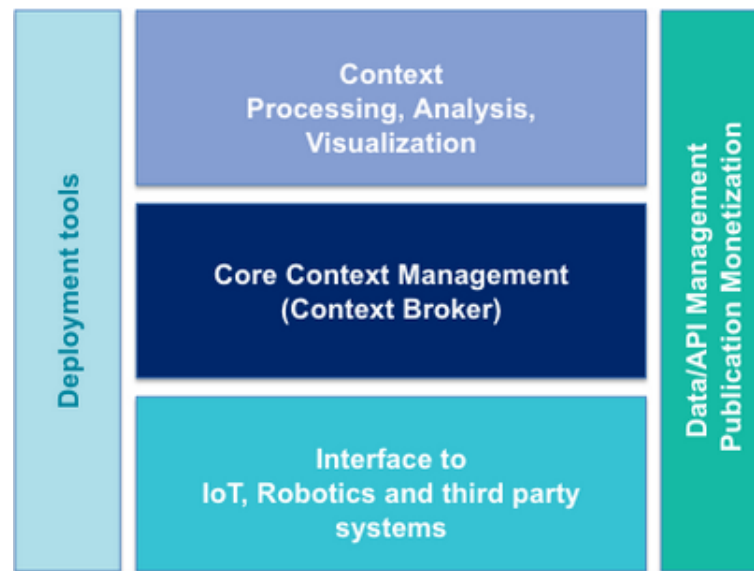 Deployment tools
Context
Processing, Analysis,
Visualization
Core Context Management
(Context Broker)
Interface to
IoT, Robotics and third party
systems
Data/API Management
Publication Monetization